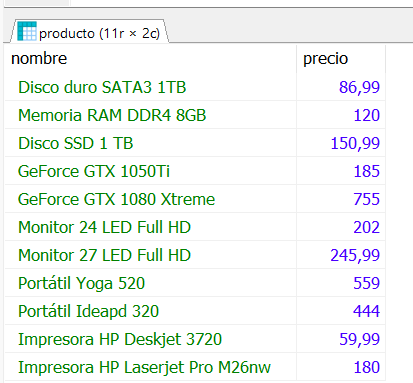 producto (11r × 2c)
nombre precio
Disco duro SATA3 1TB 86,99
Memoria RAM DDR4 8GB 120
Disco SSD 1 TB 150,99
GeForce GTX 1050Ti 185
GeForce GTX 1080 Xtreme 755
Monitor 24 LED Full HD 202
Monitor 27 LED Full HD 245,99
Portátil Yoga 520 559
Portátil Ideapd 320 444
Impresora HP Deskjet 3720 59,99
Impresora HP Laserjet Pro M26nw 180